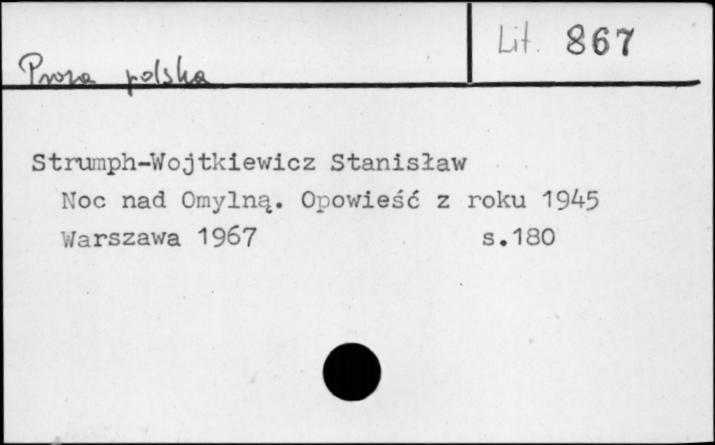 Lit. 867
Proza polska
Strumph-Wojtkiewicz Stanisław
Noc nad Omylną. Opowieść z roku 1945
Warszawa 1967 s.180